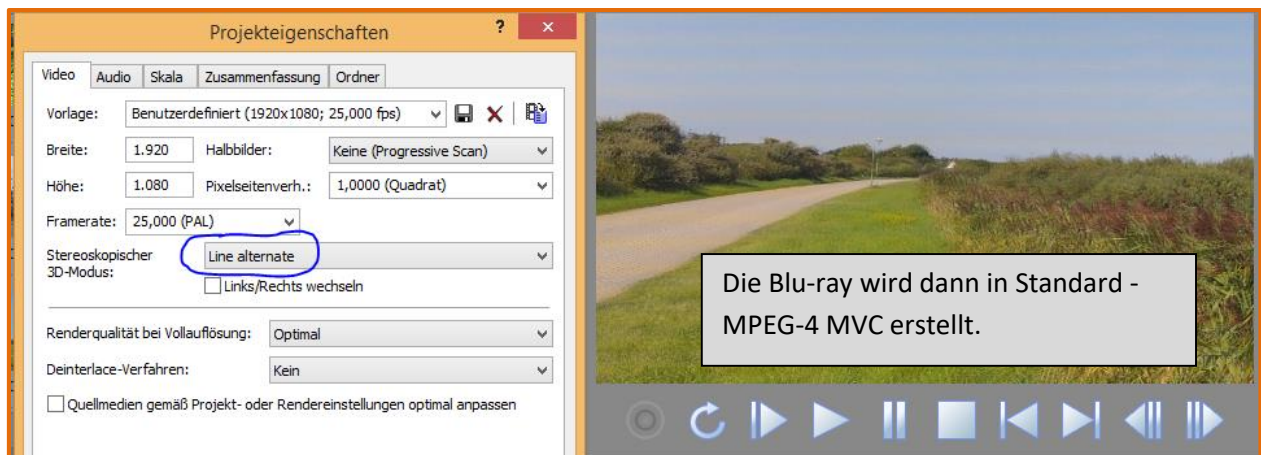 Projekteigenschaften ? ×
Video Audio Skala Zusammenfassung Ordner
Vorlage: Benutzerdefiniert (1920x1080; 25,000 fps)
Breite: 1.920 Halbbilder: Keine (Progressive Scan)
Höhe: 1.080 Pixelseitenverh.: 1,0000 (Quadrat)
Framerate: 25,000 (PAL)
Stereoskopischer
3D-Modus:
Line alternate
Links/Rechts wechseln
Renderqualität bei Vollauflösung: Optimal
Deinterlace-Verfahren: Kein
Quellmedien gemäß Projekt- oder Rendereinstellungen optimal anpassen
Die Blu-ray wird dann in Standard -
MPEG-4 MVC erstellt.